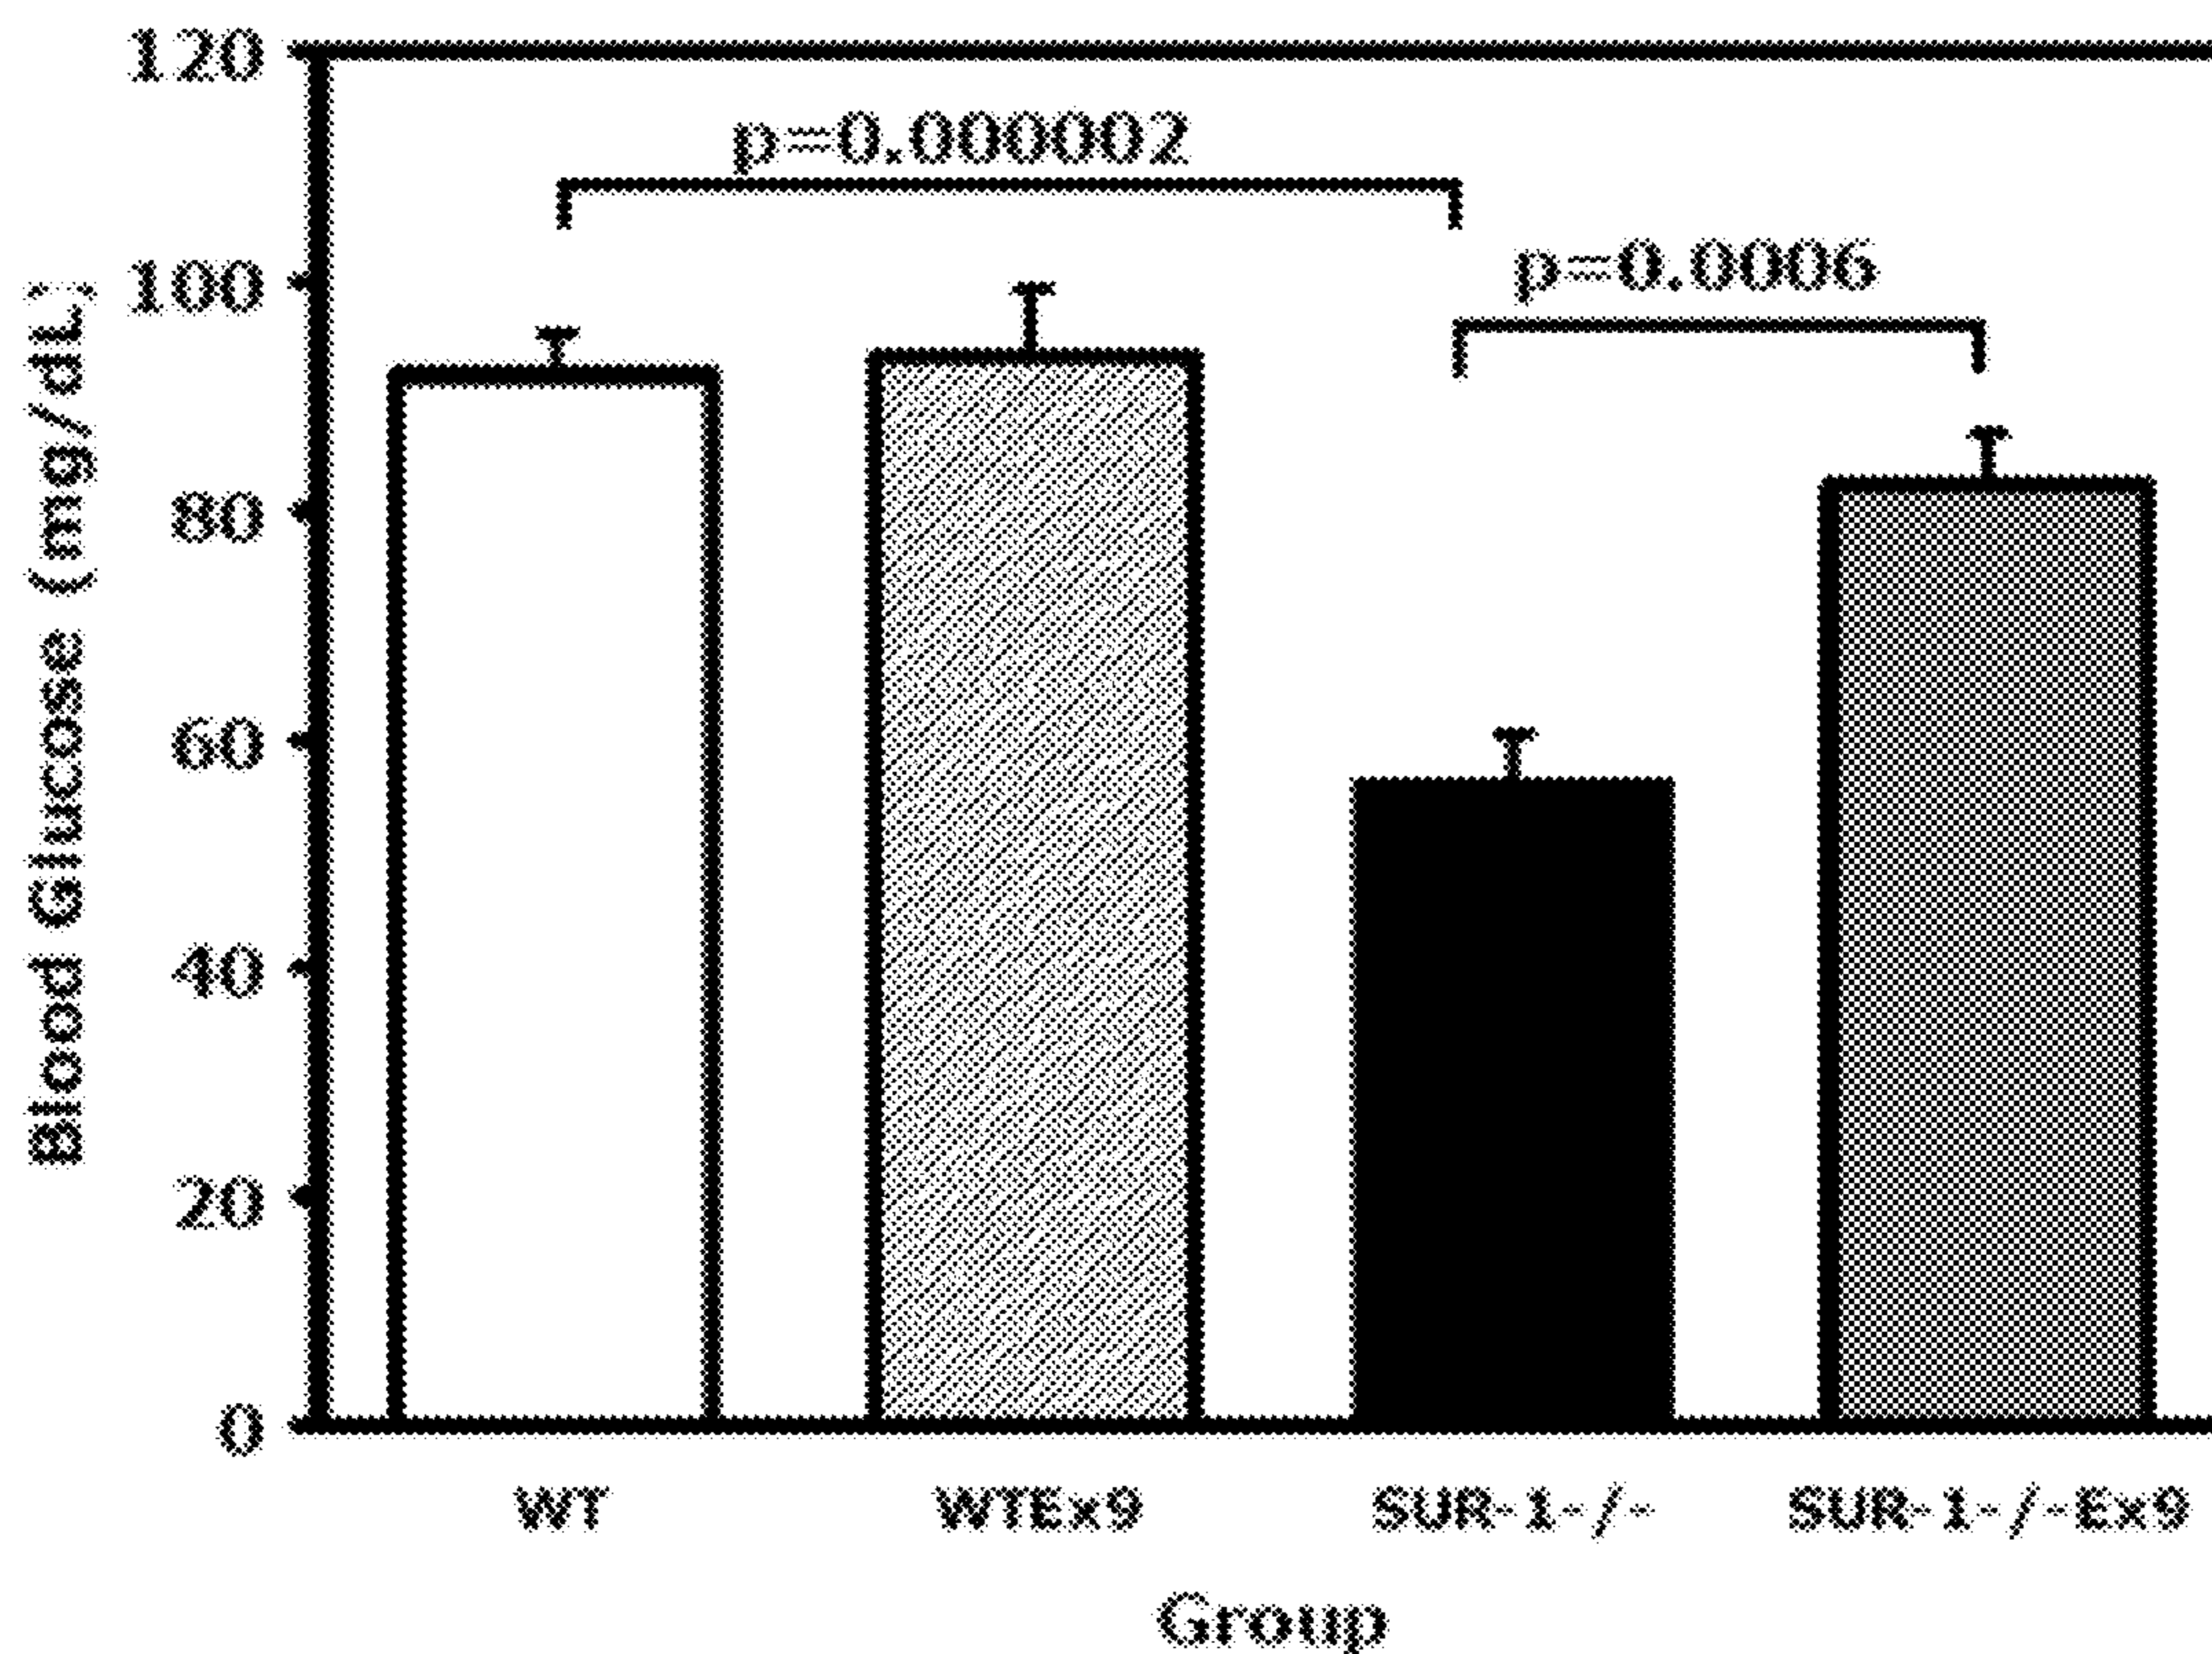 120
p=0.000002
100
p=0.0006
80
60
40
20
0
Blood Glucose (mg/dL)
WT
WTEx9
SUR-1-/-
SUR-1-/-Ex9
Group